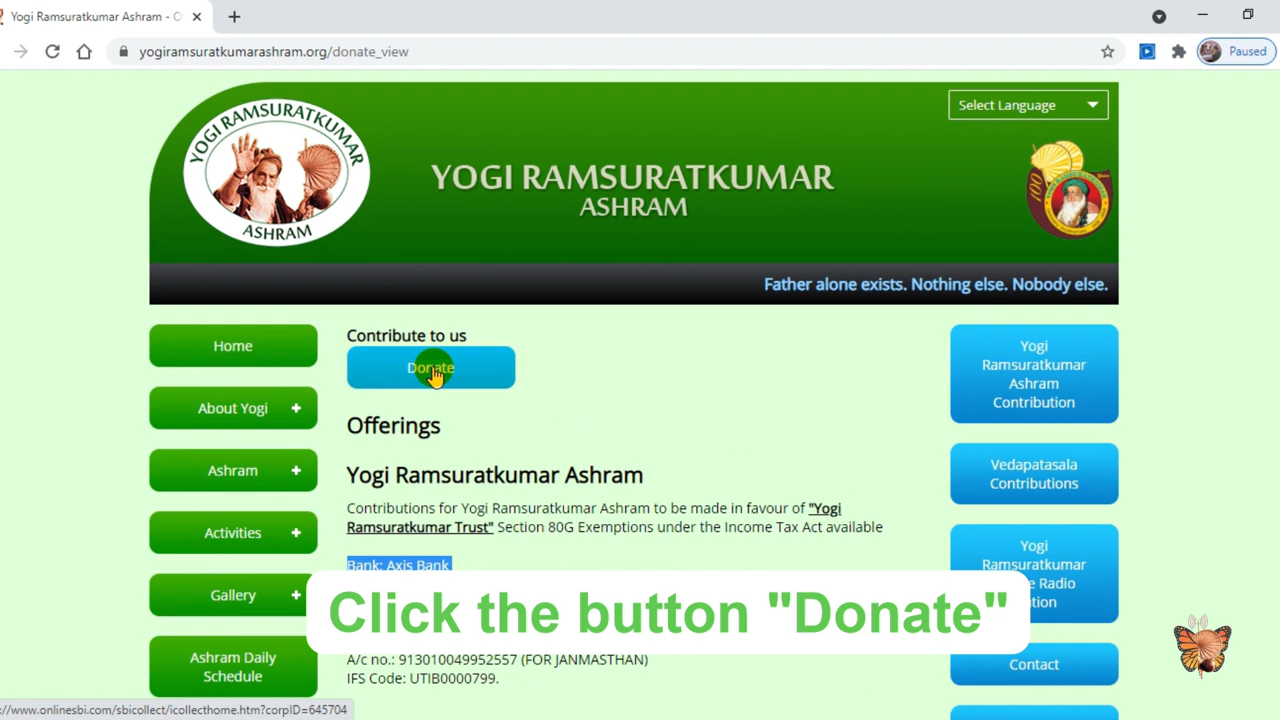 Yogi Ramsuratkumar Ashram - O
yogiramsuratkumarashram.org/donate_view
Paused
YOGI RAMSURATKUMAR
ASHRAM
YOGI RAMSURATKUMAR
ASHRAM
Select Language
100
Father alone exists. Nothing else. Nobody else.
Home
About Yogi +
Ashram +
Activities +
Gallery +
Ashram Daily
Schedule
Contribute to us
Donate
Offerings
Yogi Ramsuratkumar Ashram
Contributions for Yogi Ramsuratkumar Ashram to be made in favour of "Yogi
Ramsuratkumar Trust" Section 80G Exemptions under the Income Tax Act available
Bank: Axis Bank
Click the button "Donate"
A/c no.: 913010049952557 (FOR JANMASTHAN)
IFS Code: UTIB0000799.
Yogi
Ramsuratkumar
Ashram
Contribution
Vedapatasala
Contributions
Yogi
Ramsuratkumar
Radio
Contact
/www.onlinesbi.com/sbicollect/icollecthome.htm?corpID=645704